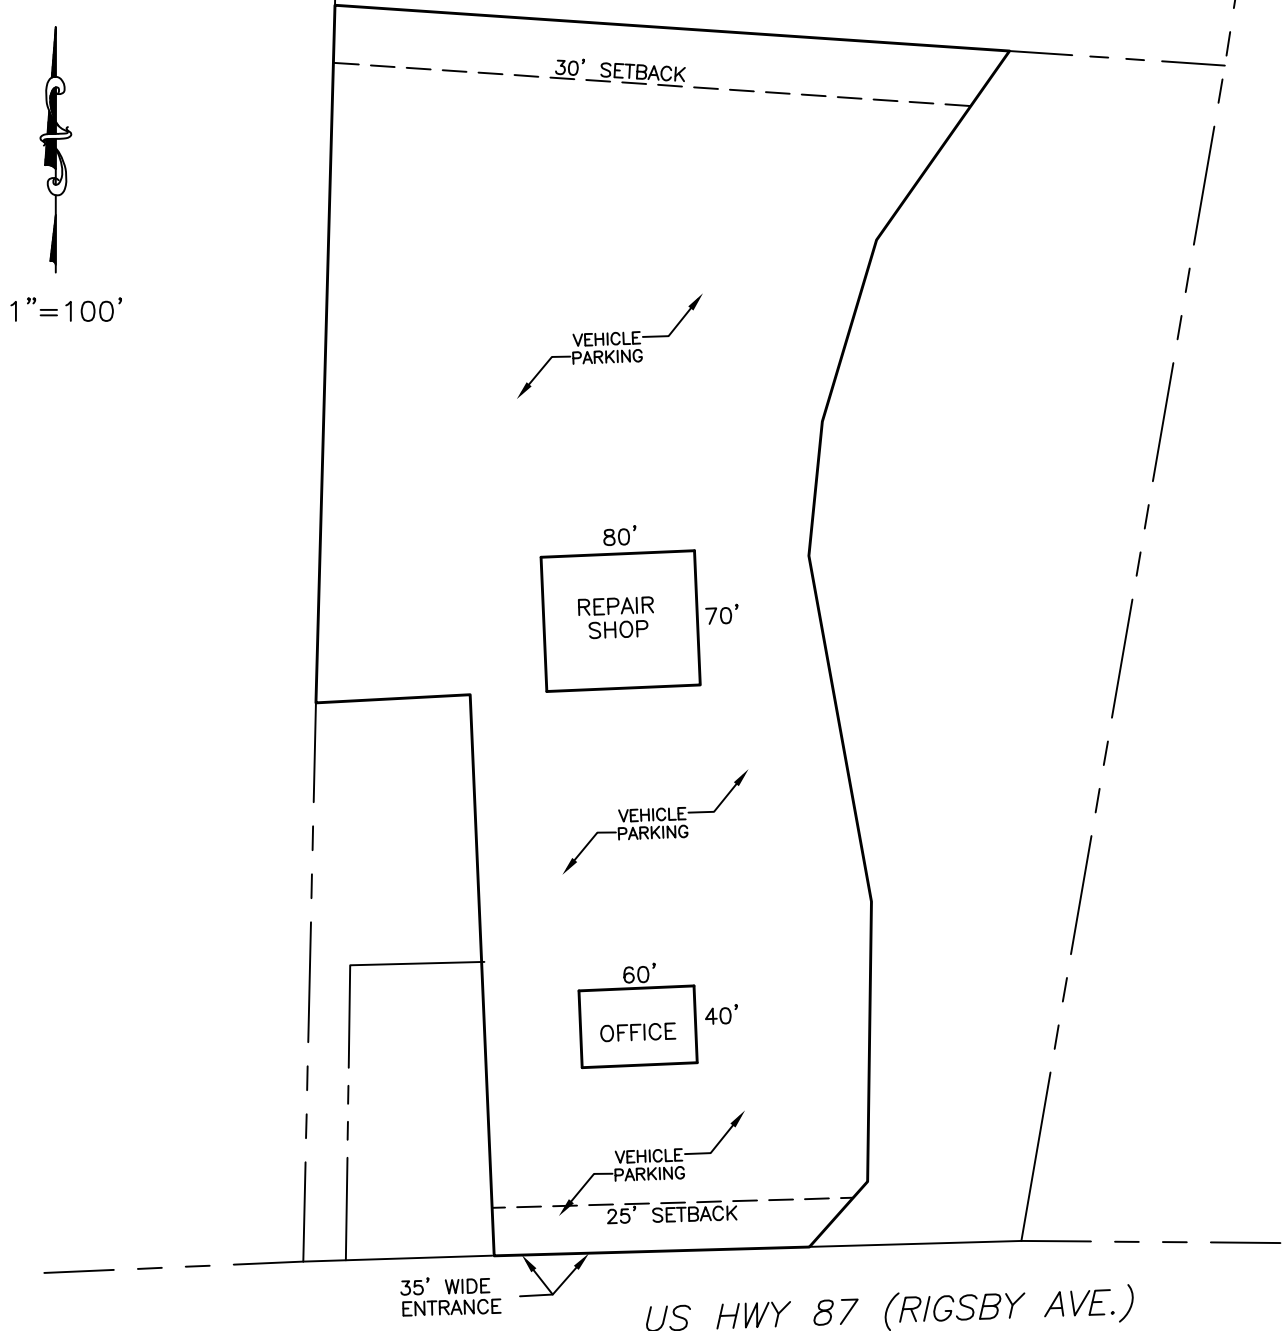 30' SETBACK
1"=100'
VEHICLE
PARKING
80'
REPAIR
SHOP
70'
VEHICLE
PARKING
60'
OFFICE
40'
VEHICLE
PARKING
25' SETBACK
35' WIDE
ENTRANCE
US HWY 87 (RIGSBY AVE.)